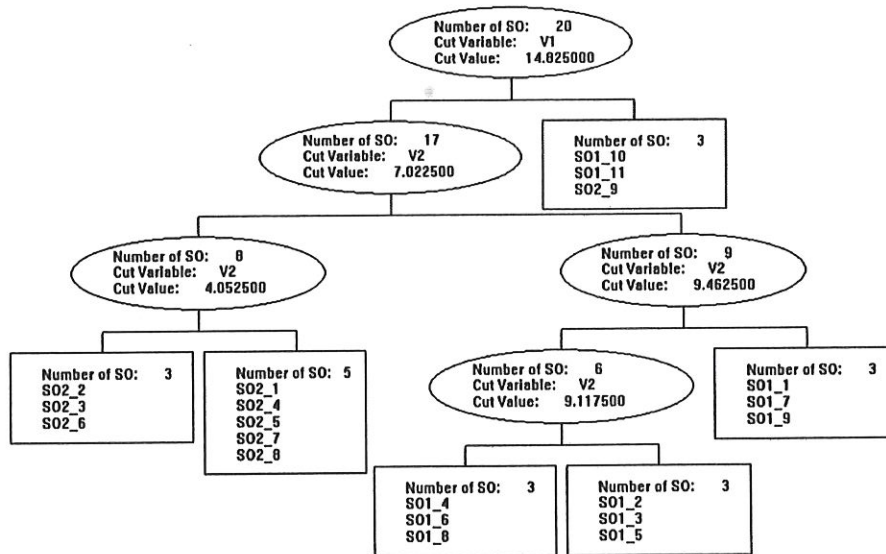 Number of SO: 20
Cut Variable: V1
Cut Value: 14.825000
Number of SO: 17
Cut Variable: V2
Cut Value: 7.022500
Number of SO: 3
SO1_10
SO1_11
SO2_9
Number of SO: 8
Cut Variable: V2
Cut Value: 4.052500
Number of SO: 9
Cut Variable: V2
Cut Value: 9.462500
Number of SO: 3
SO2_2
SO2_3
SO2_6
Number of SO: 5
SO2_1
SO2_4
SO2_5
SO2_7
SO2_8
Number of SO: 6
Cut Variable: V2
Cut Value: 9.117500
Number of SO: 3
SO1_1
SO1_7
SO1_9
Number of SO: 3
SO1_4
SO1_6
SO1_8
Number of SO: 3
SO1_2
SO1_3
SO1_5